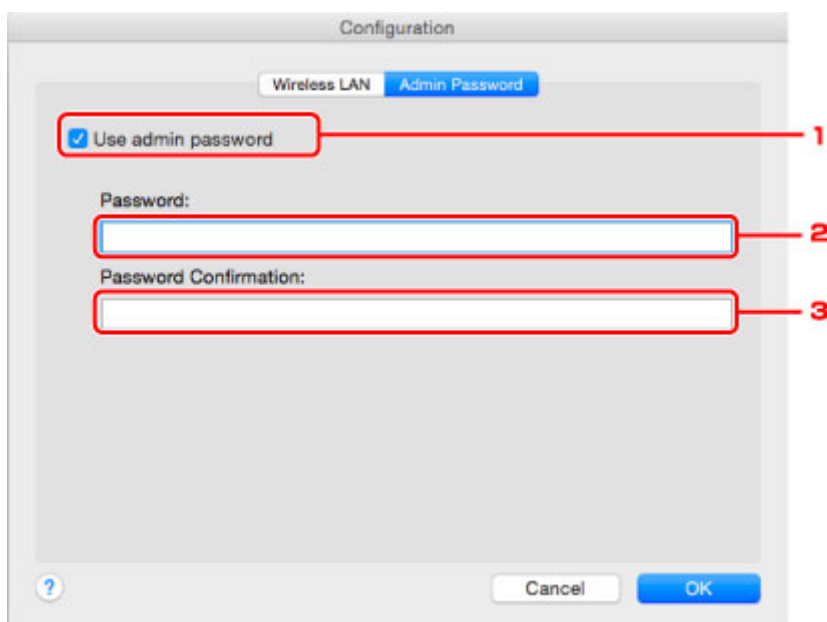 Configuration
Wireless LAN Admin Password
Use admin password 1
Password:
2
Password Confirmation:
3
? Cancel OK